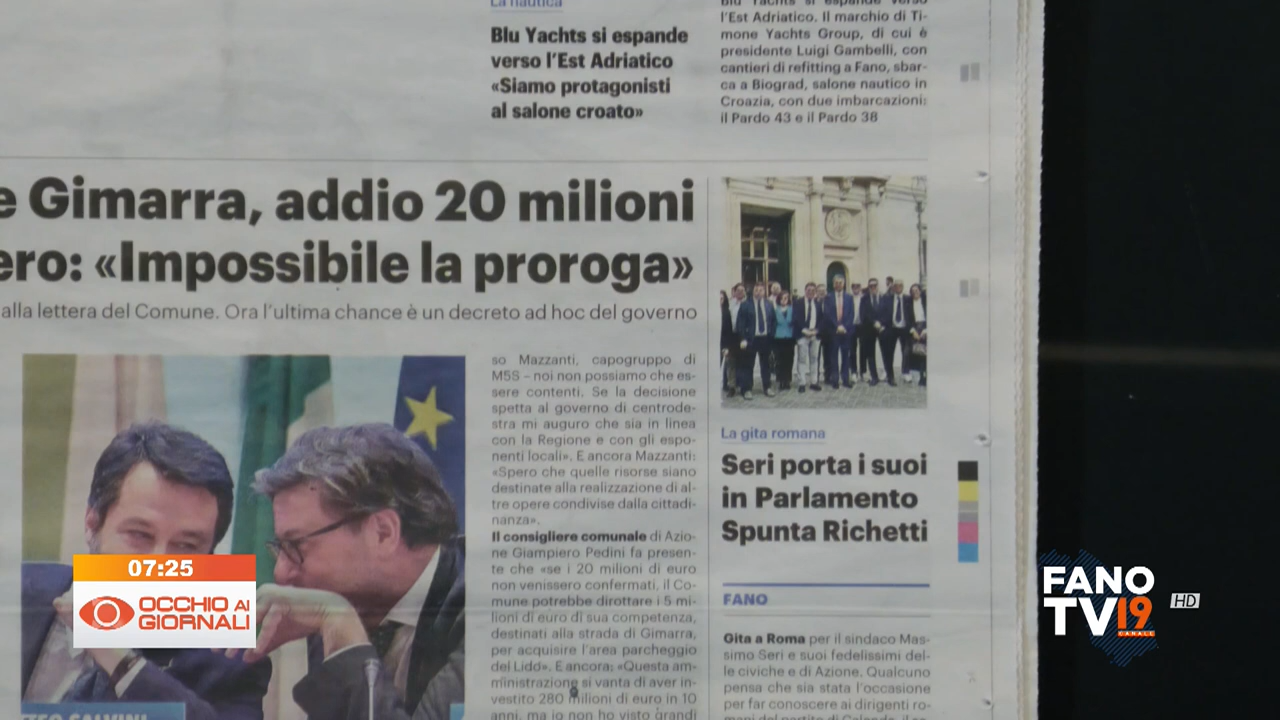 La nautica
Blu Yachts si espande
verso l'Est Adriatico
«Siamo protagonisti
al salone croato»
Blu Yachts si espande verso
l'Est Adriatico. Il marchio di Ti-
mone Yachts Group, di cui è
presidente Luigi Gambelli, con
cantieri di refitting a Fano, sbar-
ca a Biograd, salone nautico in
Croazia, con due imbarcazioni:
il Pardo 43 e il Pardo 38
e Gimarra, addio 20 milioni
ero: «Impossibile la proroga»
alla lettera del Comune. Ora l'ultima chance è un decreto ad hoc del governo
so Mazzanti, capogruppo di
M5S – noi non possiamo che es-
sere contenti. Se la decisione
spetta al governo di centrode-
stra mi auguro che sia in linea
con la Regione e con gli espo-
nenti locali». E ancora Mazzanti:
«Spero che quelle risorse siano
destinate alla realizzazione di al-
tre opere condivise dalla cittadi-
nanza».
Il consigliere comunale di Azio-
ne Giampiero Pedini fa presen-
te che «se i 20 milioni di euro
non venissero confermati, il Co-
mune potrebbe dirottare i 5 mi-
lioni di euro di sua competenza,
destinati alla strada di Gimarra,
per acquisire l'area parcheggio
del Lido». E ancora: «Questa am-
ministrazione si vanta di aver in-
vestito 280 milioni di euro in 10
anni, ma io non ho visto grandi
La gita romana
Seri porta i suoi
in Parlamento
Spunta Richetti
FANO
Gita a Roma per il sindaco Mas-
simo Seri e suoi fedelissimi del-
le civiche e di Azione. Qualcuno
pensa che sia stata l'occasione
per far conoscere ai dirigenti ro-
mani del partito di Calenda, il
07:25
OCCHIO AI
GIORNALI
FANO
TV19
CANALE
HD